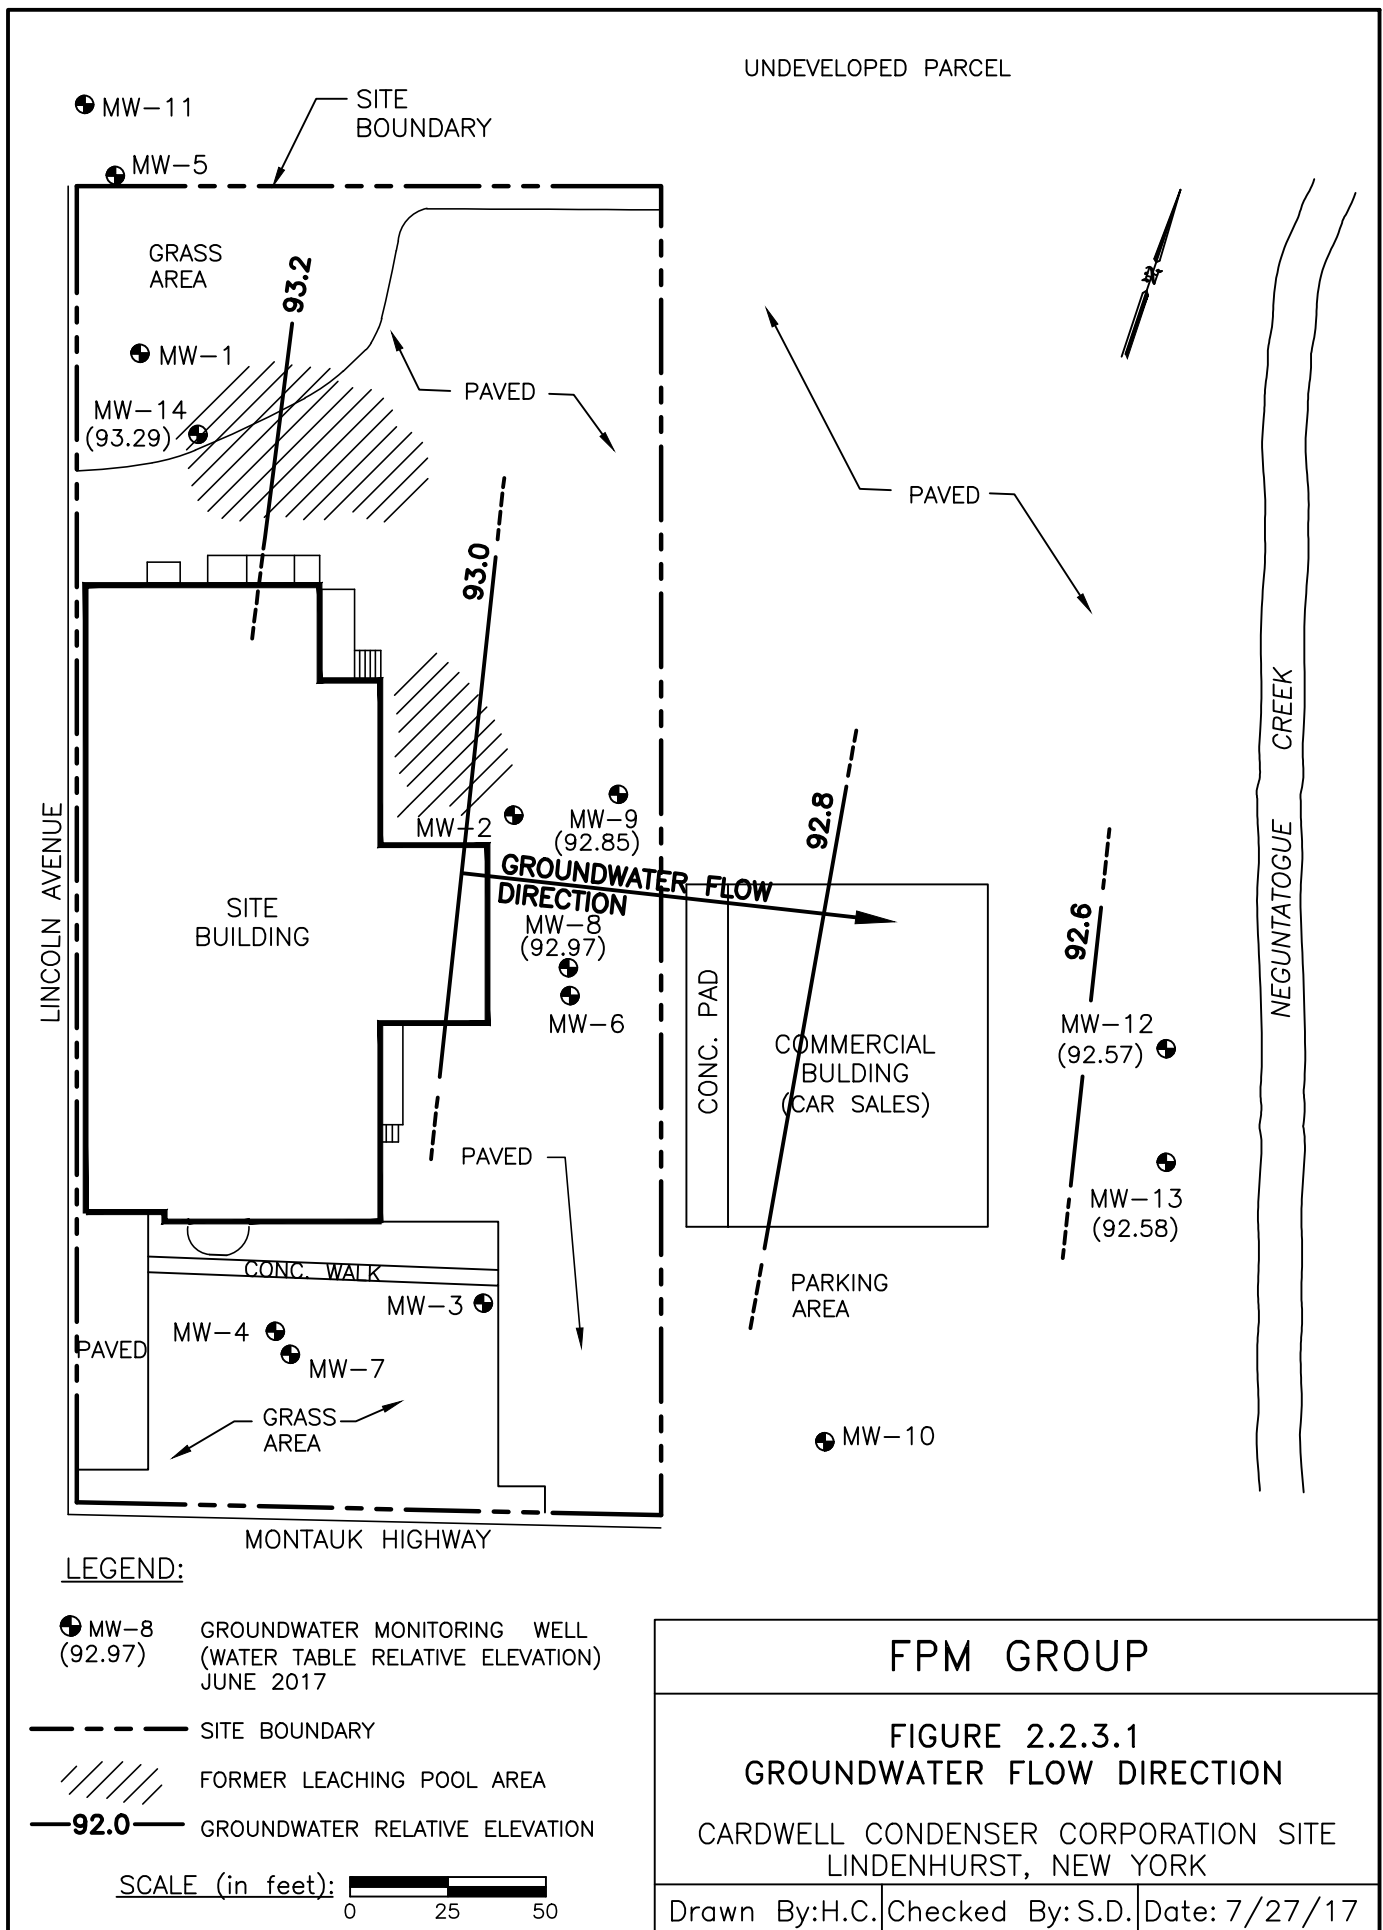 UNDEVELOPED PARCEL
MW-11
SITE
BOUNDARY
MW-5
GRASS
AREA
93.2
MW-1
PAVED
MW-14
(93.29)
PAVED
93.0
NEGUNTATOGUE CREEK
LINCOLN AVENUE
92.8
MW-2
MW-9
(92.85)
GROUNDWATER FLOW
DIRECTION
SITE
BUILDING
MW-8
(92.97)
92.6
CONC. PAD
MW-6
MW-12
(92.57)
COMMERCIAL
BULDING
(CAR SALES)
PAVED
MW-13
(92.58)
CONC. WALK
PARKING
AREA
MW-3
MW-4
PAVED
MW-7
GRASS
AREA
MW-10
MONTAUK HIGHWAY
LEGEND:
MW-8
(92.97)
GROUNDWATER MONITORING WELL
(WATER TABLE RELATIVE ELEVATION)
JUNE 2017
SITE BOUNDARY
FORMER LEACHING POOL AREA
92.0
GROUNDWATER RELATIVE ELEVATION
SCALE (in feet):
0 25 50
FPM GROUP
FIGURE 2.2.3.1
GROUNDWATER FLOW DIRECTION
CARDWELL CONDENSER CORPORATION SITE
LINDENHURST, NEW YORK
Drawn By:H.C. Checked By:S.D. Date: 7/27/17